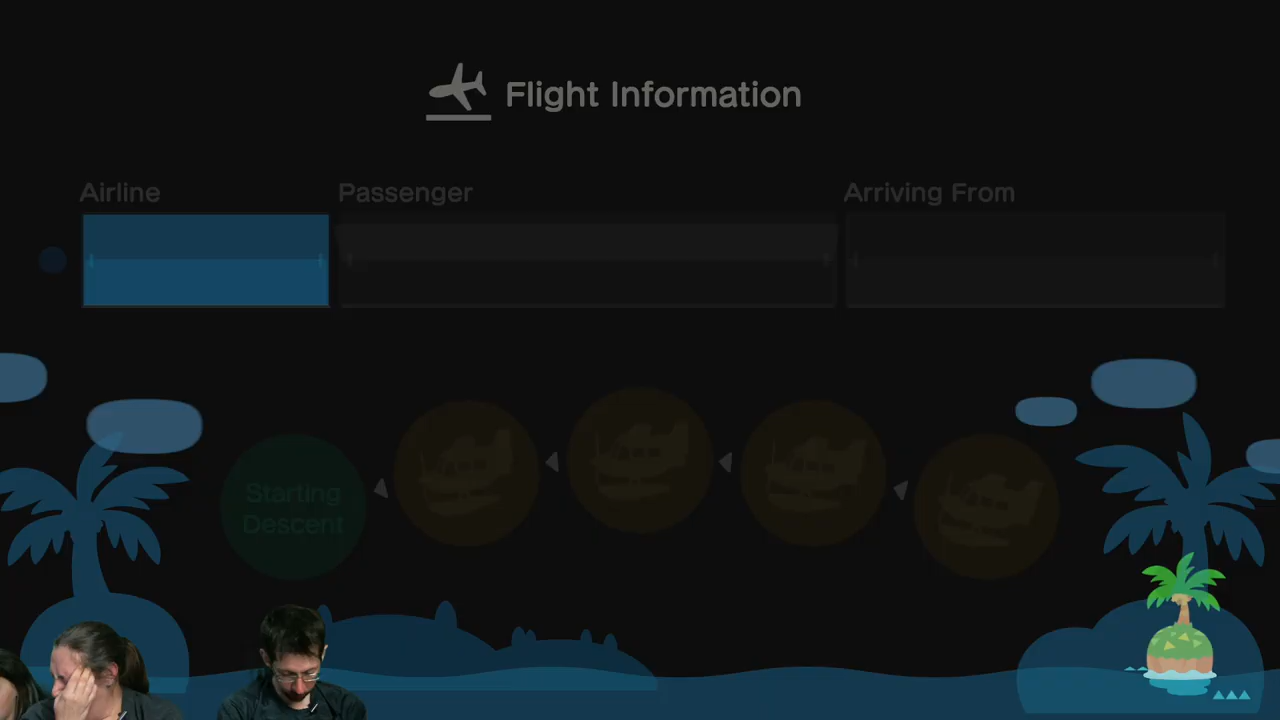 Flight Information
Airline
Passenger
Arriving From
Starting
Descent